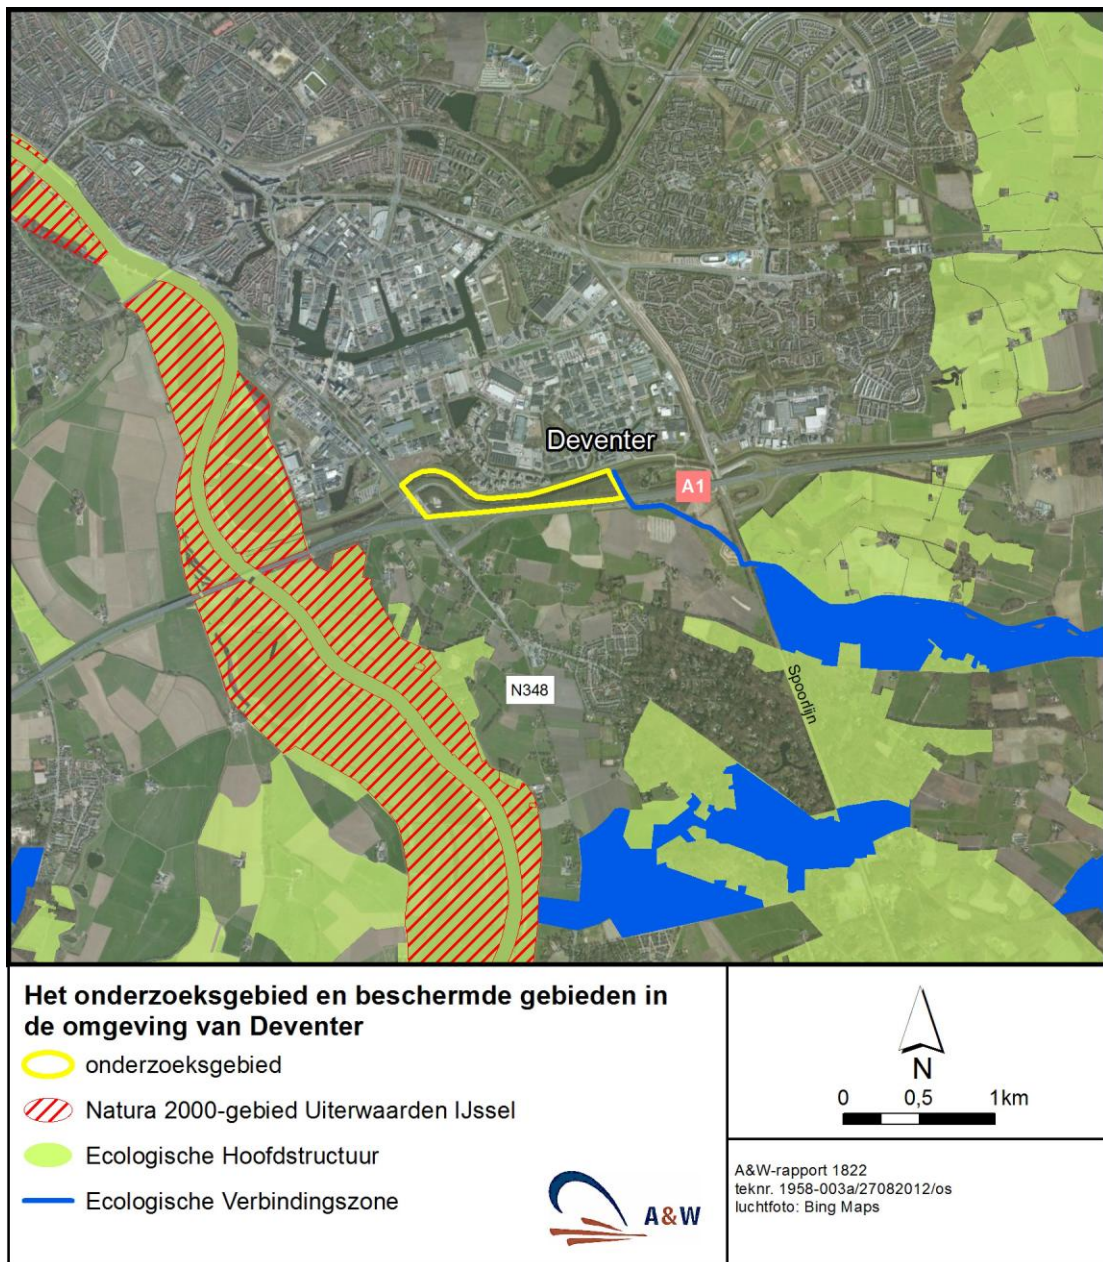 Deventer
A1
N348
Spoorlijn
Het onderzoeksgebied en beschermde gebieden in
de omgeving van Deventer
onderzoeksgebied
Natura 2000-gebied Uiterwaarden IJssel
Ecologische Hoofdstructuur
Ecologische Verbindingszone
A&W
N
0 0,5 1km
A&W-rapport 1822
teknr. 1958-003a/27082012/os
luchtfoto: Bing Maps